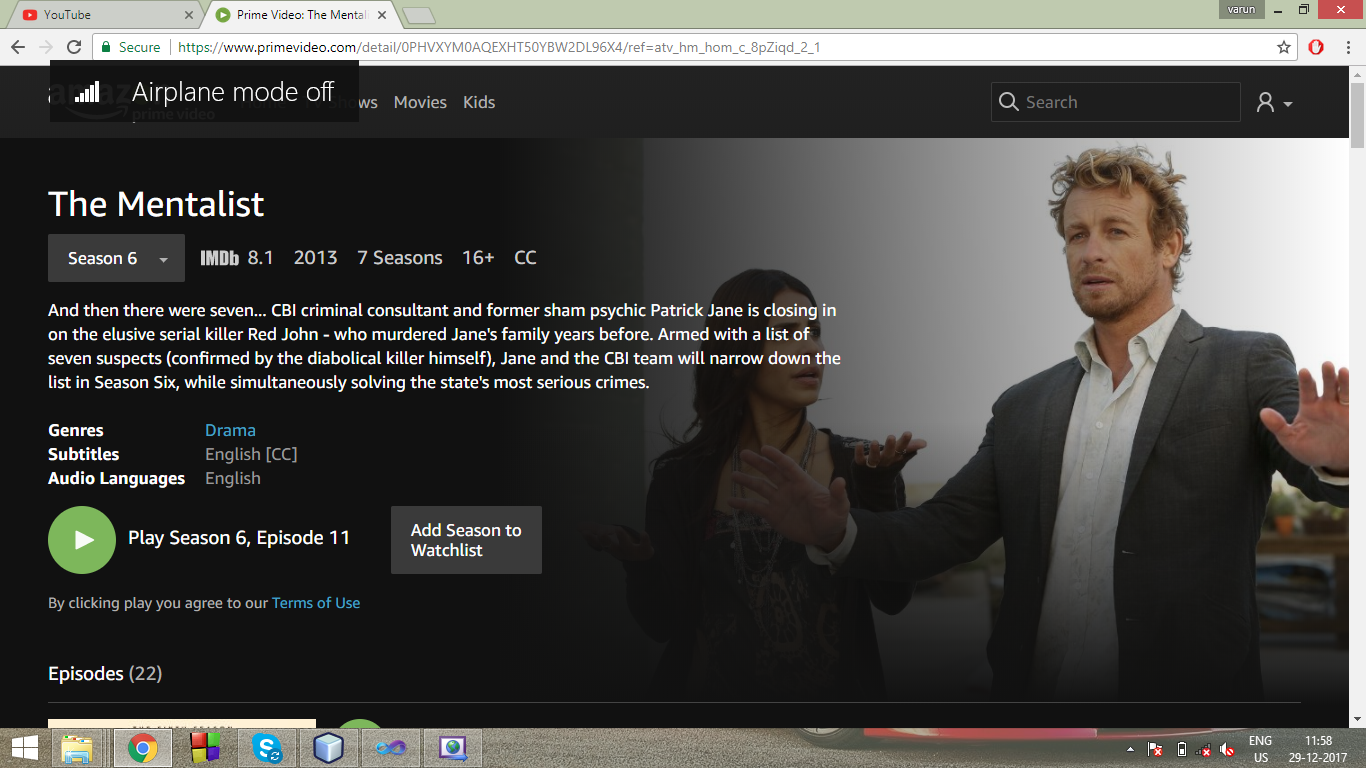 YouTube
Prime Video: The Mental
varun
Secure
https://www.primevideo.com/detail/0PHVXYM0AQEXHT50YBW2DL96X4/ref=atv_hm_hom_c_8pZiqd_2_1
Airplane mode off
Movies
Kids
Search
prime video
The Mentalist
Season 6
IMDb 8.1 2013 7 Seasons 16+ CC
And then there were seven... CBI criminal consultant and former sham psychic Patrick Jane is closing in
on the elusive serial killer Red John - who murdered Jane's family years before. Armed with a list of
seven suspects (confirmed by the diabolical killer himself), Jane and the CBI team will narrow down the
list in Season Six, while simultaneously solving the state's most serious crimes.
Genres Drama
Subtitles English [CC]
Audio Languages English
Play Season 6, Episode 11
Add Season to
Watchlist
By clicking play you agree to our Terms of Use
Episodes (22)
ENG 11:58
US 29-12-2017